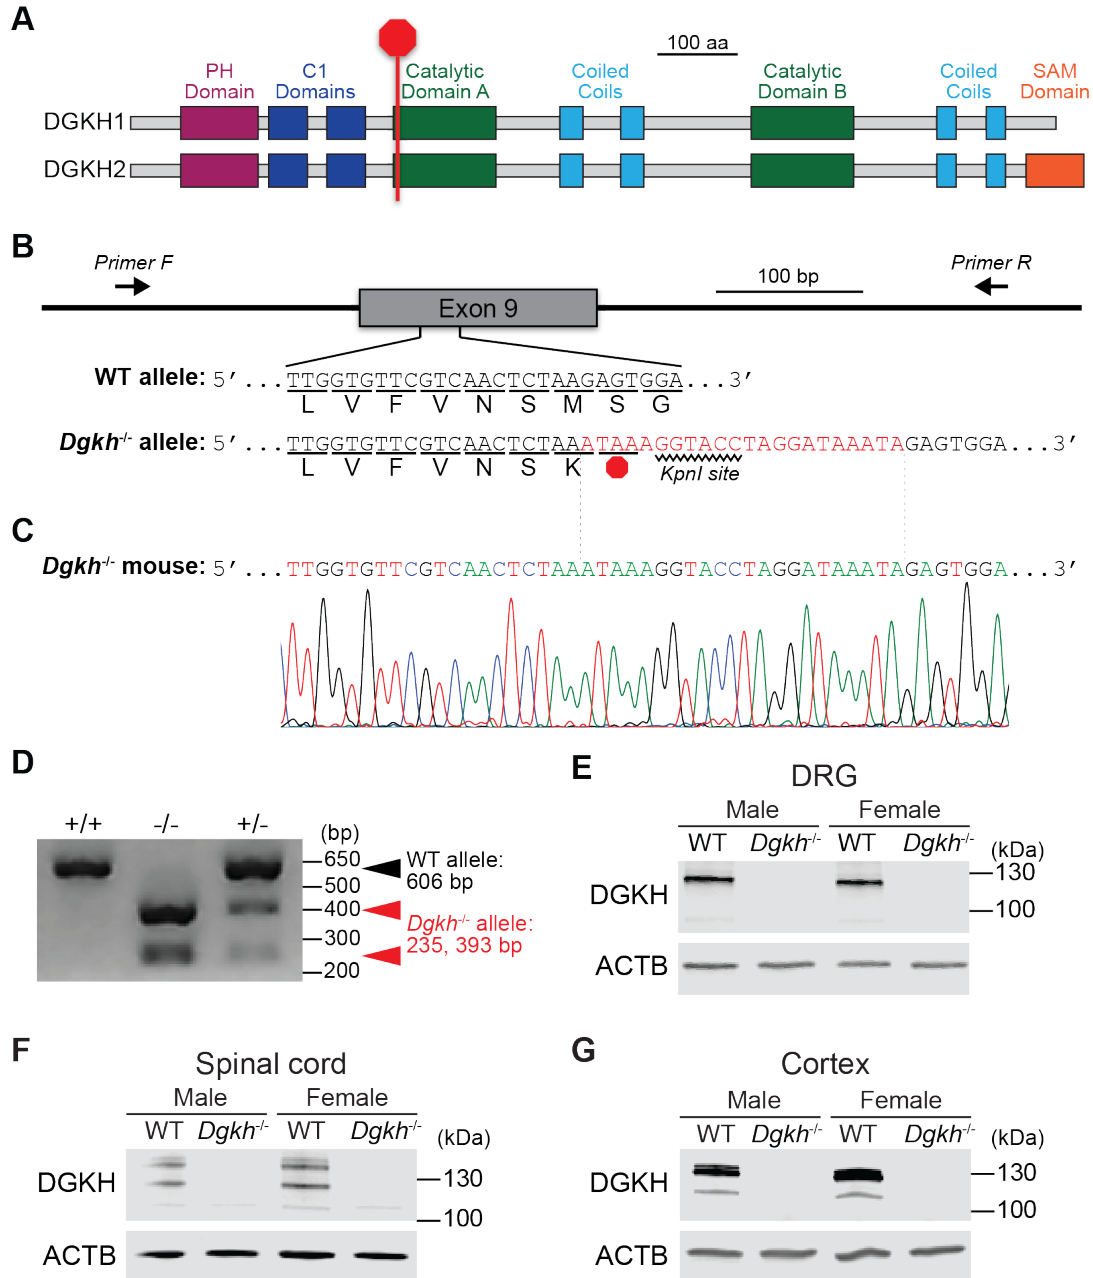 A
100 aa
PH Domain
C1 Domains
Catalytic Domain A
Coiled Coils
Catalytic Domain B
Coiled Coils
SAM Domain
DGKH1
DGKH2
B
Primer F
Primer R
100 bp
Exon 9
WT allele: 5′ ...TTGGTGTTCGTCAACTCTAAGAGTGGA...3′
L V F V N S M S G
Dgkh-/- allele: 5′ ...TTGGTGTTCGTCAACTCTAAAATAAAGGTACCTAGGATAAATAGAGTGGA...3′
L V F V N S K
KpnI site
C
Dgkh-/- mouse: 5′ ...TTGGTGTTCGTCAACTCTAAATAAAGGTACCTAGGATAAATAGAGTGGA...3′
D
+/+ -/- +/-
(bp)
650
500
400
300
200
WT allele:
606 bp
Dgkh-/- allele:
235, 393 bp
E
DRG
Male Female
WT Dgkh-/- WT Dgkh-/-
(kDa)
DGKH
130
100
ACTB
F
Spinal cord
Male Female
WT Dgkh-/- WT Dgkh-/-
(kDa)
DGKH
130
100
ACTB
G
Cortex
Male Female
WT Dgkh-/- WT Dgkh-/-
(kDa)
DGKH
130
100
ACTB